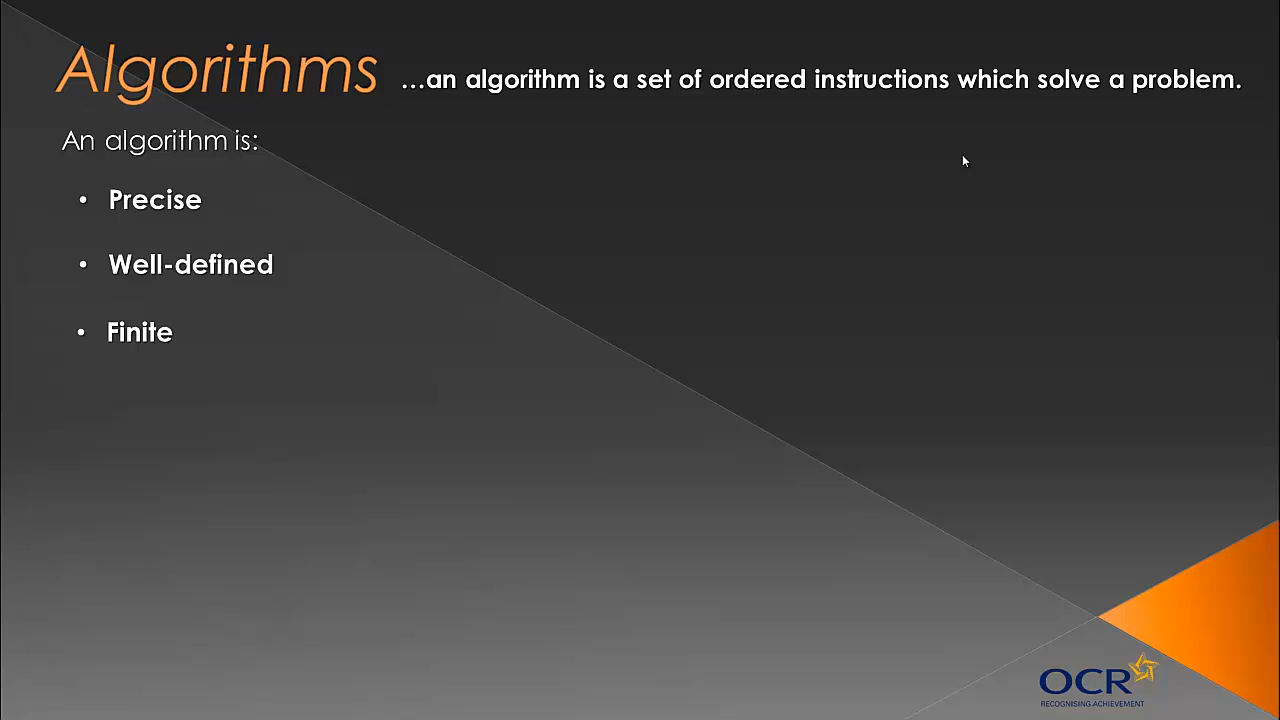 Algorithms …an algorithm is a set of ordered instructions which solve a problem.
An algorithm is:
• Precise
• Well-defined
• Finite
OCR
RECOGNISING ACHIEVEMENT